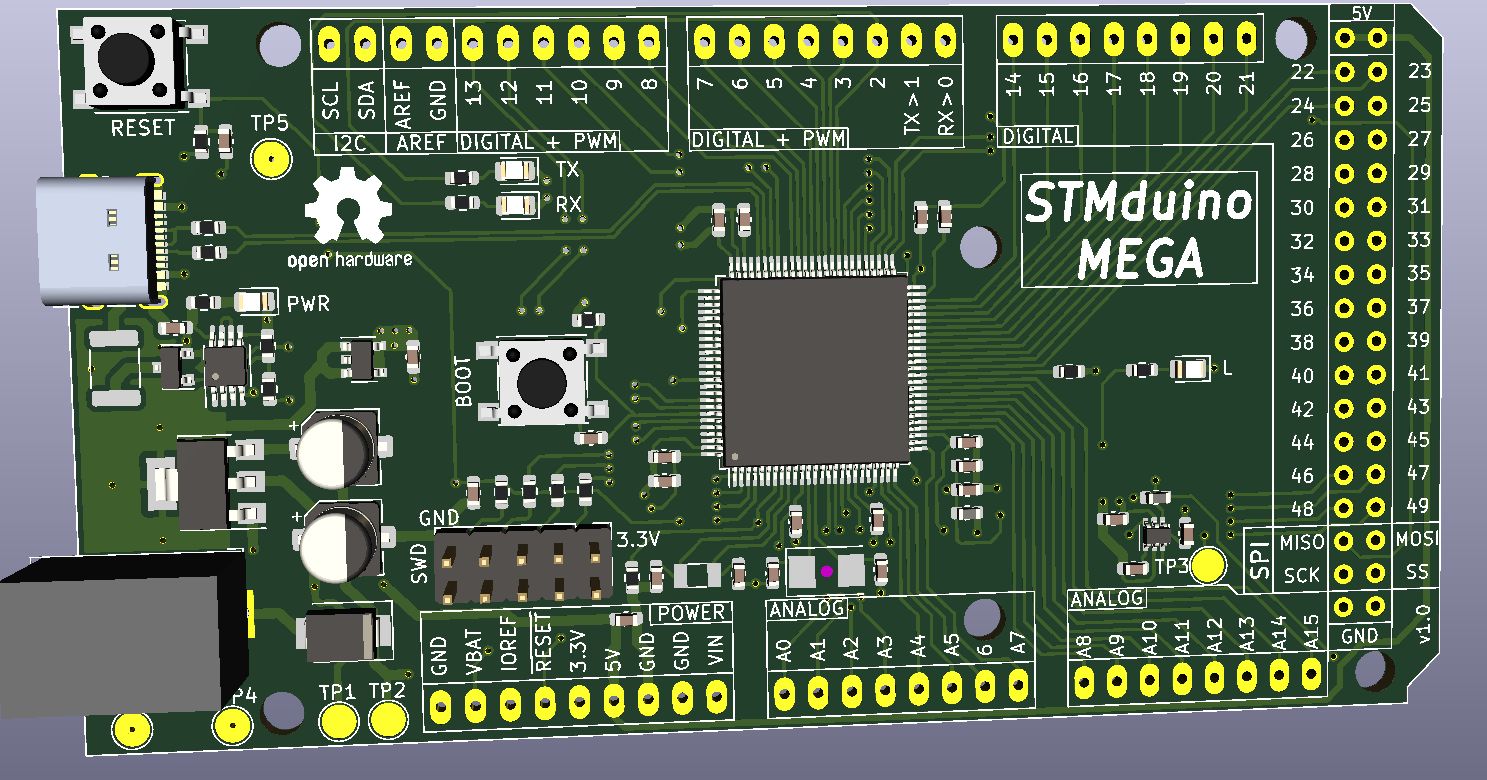 5V
22 23
24 25
26 27
28 29
30 31
32 33
34 35
36 37
38 39
40 41
42 43
44 45
46 47
48 49
MISO MOSI
SPI
SCK SS
GND
v1.0
RESET
TP5
SCL SDA AREF GND 13 12 11 10 9 8
I2C AREF DIGITAL + PWM
7 6 5 4 3 2 TX>1 RX>0
DIGITAL + PWM
14 15 16 17 18 19 20 21
DIGITAL
TX
RX
open hardware
STMduino
MEGA
PWR
BOOT
L
+
+
GND
SWD
3.3V
TP3
POWER
GND VBAT IOREF RESET 3.3V 5V GND GND VIN
ANALOG
A0 A1 A2 A3 A4 A5 6 A7
ANALOG
A8 A9 A10 A11 A12 A13 A14 A15
P4
TP1
TP2